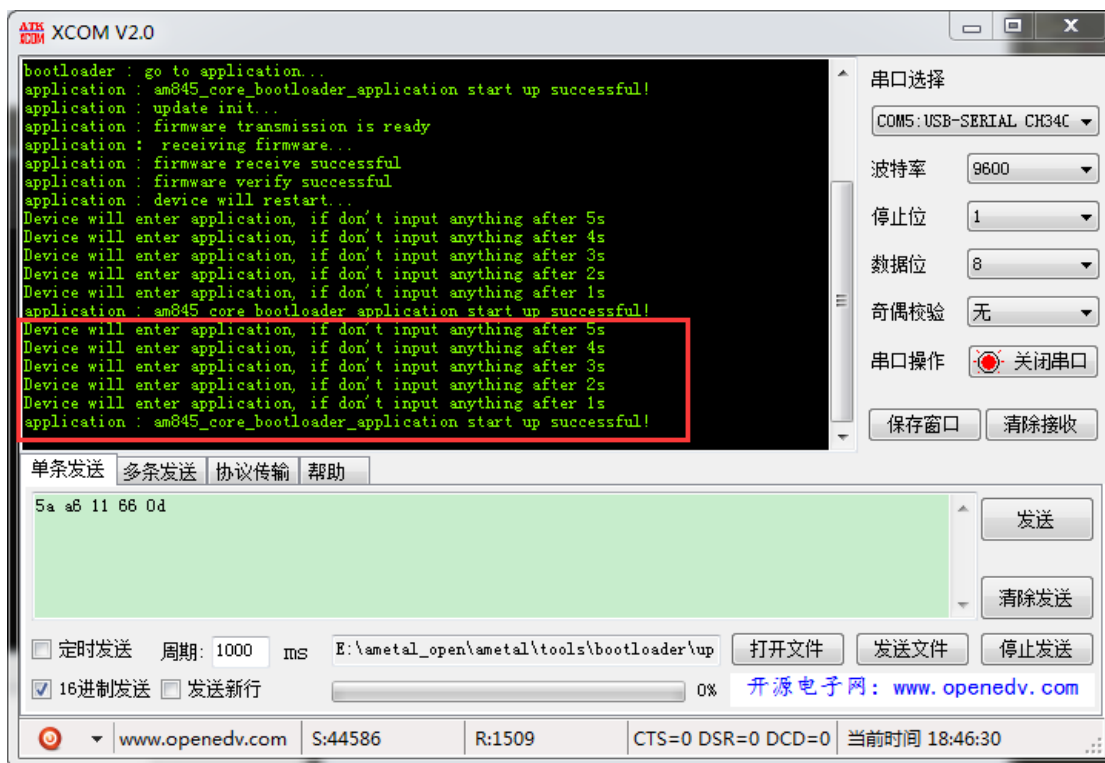 ATK
XCOM
XCOM V2.0
bootloader : go to application...
application : am845_core_bootloader_application start up successful!
application : update init...
application : firmware transmission is ready
application :  receiving firmware...
application : firmware receive successful
application : firmware verify successful
application : device will restart...
Device will enter application, if don't input anything after 5s
Device will enter application, if don't input anything after 4s
Device will enter application, if don't input anything after 3s
Device will enter application, if don't input anything after 2s
Device will enter application, if don't input anything after 1s
application : am845_core_bootloader_application start up successful!
Device will enter application, if don't input anything after 5s
Device will enter application, if don't input anything after 4s
Device will enter application, if don't input anything after 3s
Device will enter application, if don't input anything after 2s
Device will enter application, if don't input anything after 1s
application : am845_core_bootloader_application start up successful!
串口选择
COM5:USB-SERIAL CH34C
波特率 9600
停止位 1
数据位 8
奇偶校验 无
串口操作 关闭串口
保存窗口 清除接收
单条发送 多条发送 协议传输 帮助
5a a6 11 66 0d
发送
清除发送
定时发送 周期: 1000 ms E:\ametal_open\ametal\tools\bootloader\up 打开文件 发送文件 停止发送
16进制发送 发送新行 0% 开源电子网：www.openedv.com
www.openedv.com S:44586 R:1509 CTS=0 DSR=0 DCD=0 当前时间 18:46:30